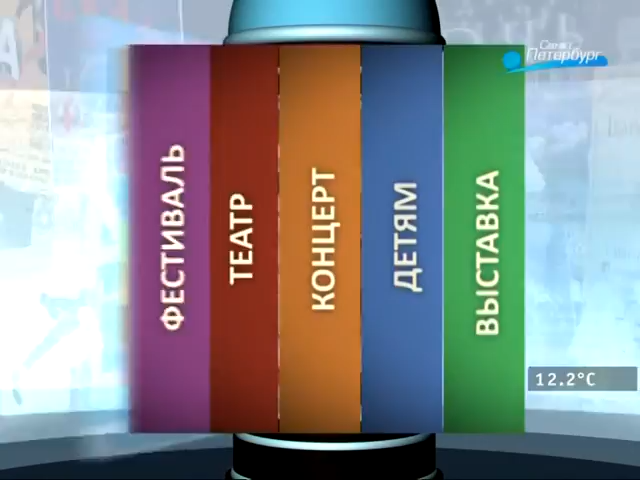 ФЕСТИВАЛЬ
ТЕАТР
КОНЦЕРТ
ДЕТЯМ
ВЫСТАВКА
Санкт
Петербург
12.2°C